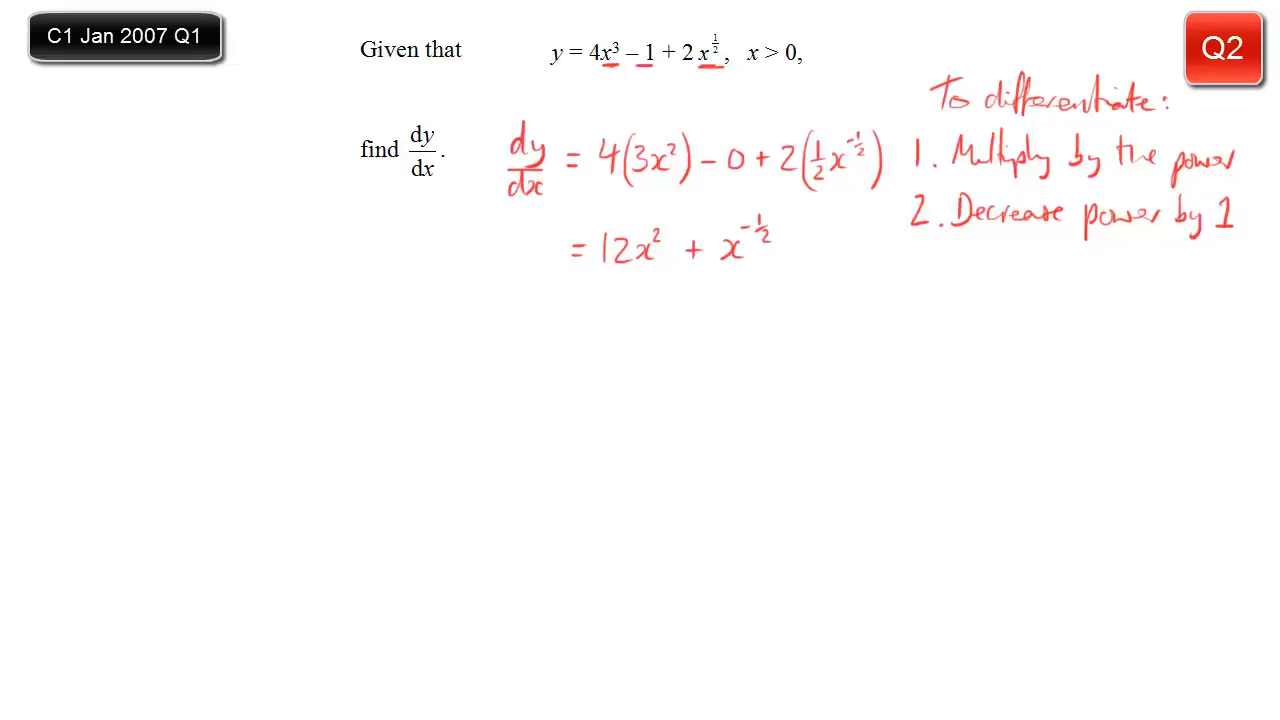 C1 Jan 2007 Q1
Q2
Given that y = 4x³ – 1 + 2x^{1/2}, x > 0,
find dy/dx.
dy/dx = 4(3x²) – 0 + 2(½x^{-1/2})
= 12x² + x^{-1/2}
To differentiate:
1. Multiply by the power
2. Decrease power by 1